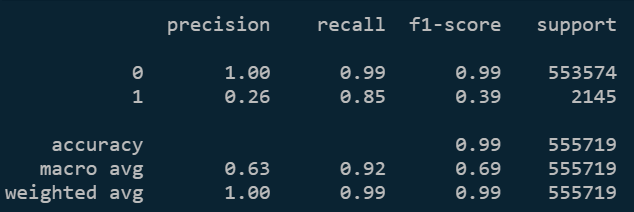 precision recall f1-score support
0 1.00 0.99 0.99 553574
1 0.26 0.85 0.39 2145
accuracy 0.99 555719
macro avg 0.63 0.92 0.69 555719
weighted avg 1.00 0.99 0.99 555719